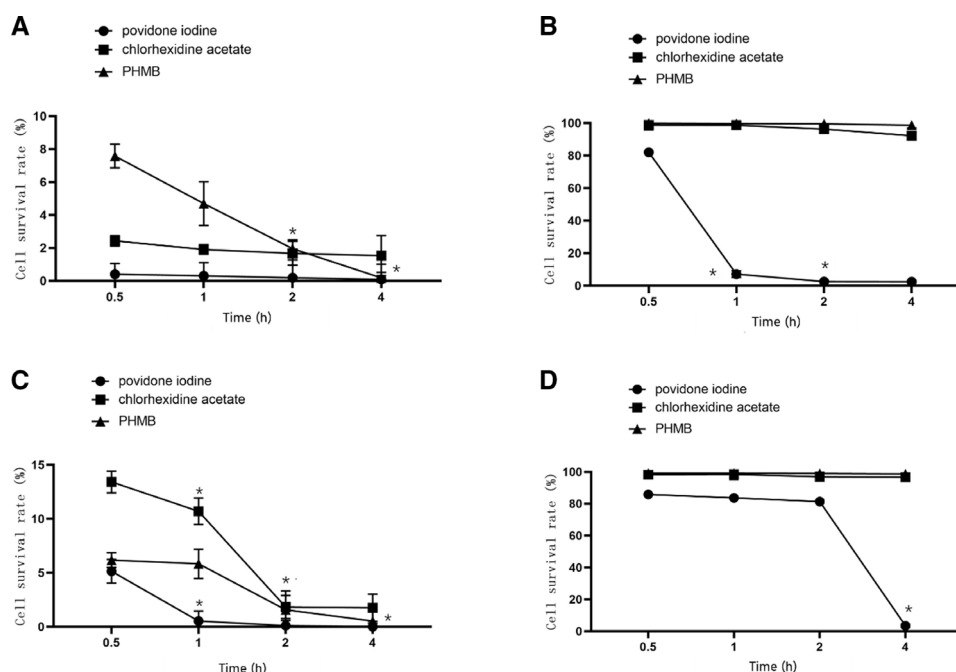 A
povidone iodine
chlorhexidine acetate
PHMB
Cell survival rate (%)
10
8
6
4
2
0
0.5 1 2 4
Time (h)
* *
B
povidone iodine
chlorhexidine acetate
PHMB
Cell survival rate (%)
100
80
60
40
20
0
0.5 1 2 4
Time (h)
* *
C
povidone iodine
chlorhexidine acetate
PHMB
Cell survival rate (%)
15
10
5
0
0.5 1 2 4
Time (h)
* * * *
D
povidone iodine
chlorhexidine acetate
PHMB
Cell survival rate (%)
100
80
60
40
20
0
0.5 1 2 4
Time (h)
*